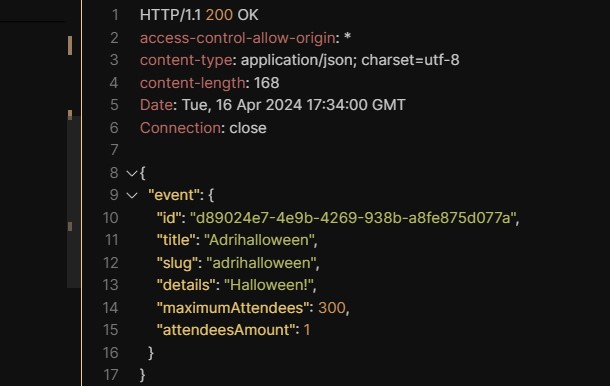 1 HTTP/1.1 200 OK
2 access-control-allow-origin: *
3 content-type: application/json; charset=utf-8
4 content-length: 168
5 Date: Tue, 16 Apr 2024 17:34:00 GMT
6 Connection: close
7
8 {
9 "event": {
10 "id": "d89024e7-4e9b-4269-938b-a8fe875d077a",
11 "title": "Adrihalloween",
12 "slug": "adrihalloween",
13 "details": "Halloween!",
14 "maximumAttendees": 300,
15 "attendeesAmount": 1
16 }
17 }